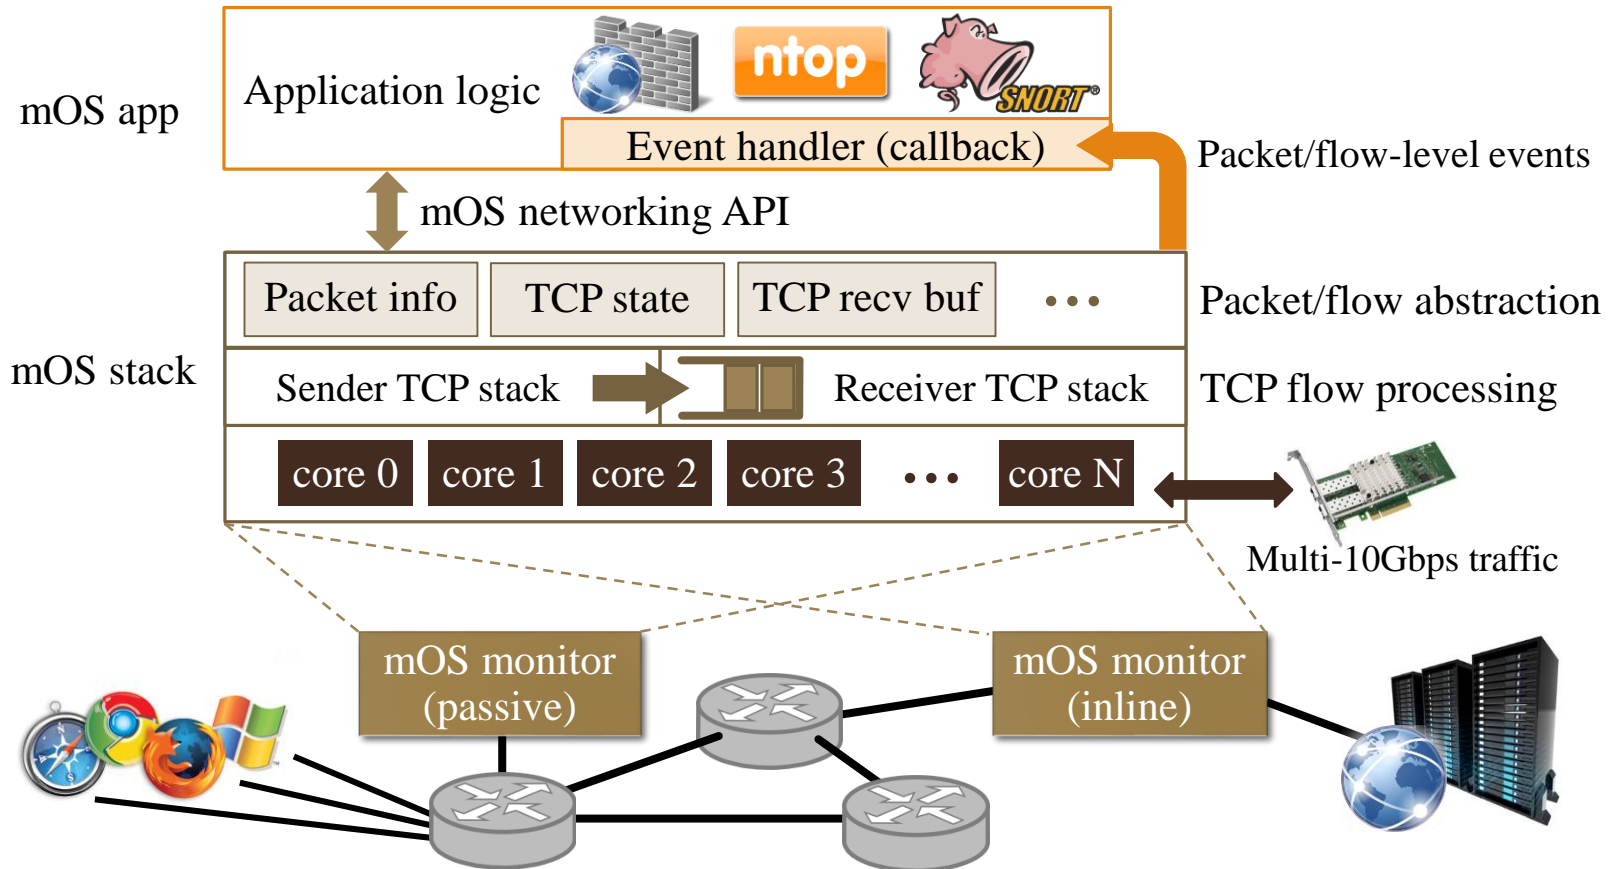 mOS app
Application logic
ntop
SNORT®
Event handler (callback)
Packet/flow-level events
mOS networking API
mOS stack
Packet info
TCP state
TCP recv buf
•••
Packet/flow abstraction
Sender TCP stack
Receiver TCP stack
TCP flow processing
core 0
core 1
core 2
core 3
•••
core N
Multi-10Gbps traffic
mOS monitor
(passive)
mOS monitor
(inline)